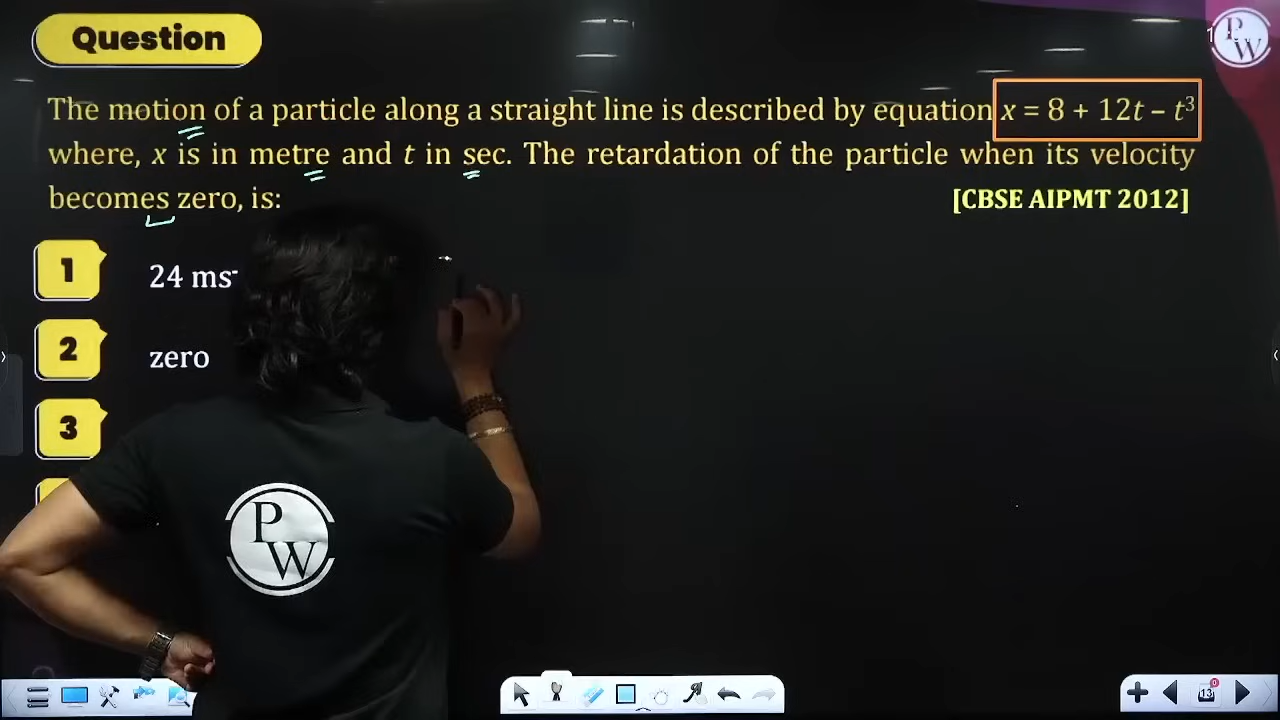 Question
The motion of a particle along a straight line is described by equation x = 8 + 12t – t³
where, x is in metre and t in sec. The retardation of the particle when its velocity
becomes zero, is:
[CBSE AIPMT 2012]
1 24 ms⁻
2 zero
3
P
W
P
W
13